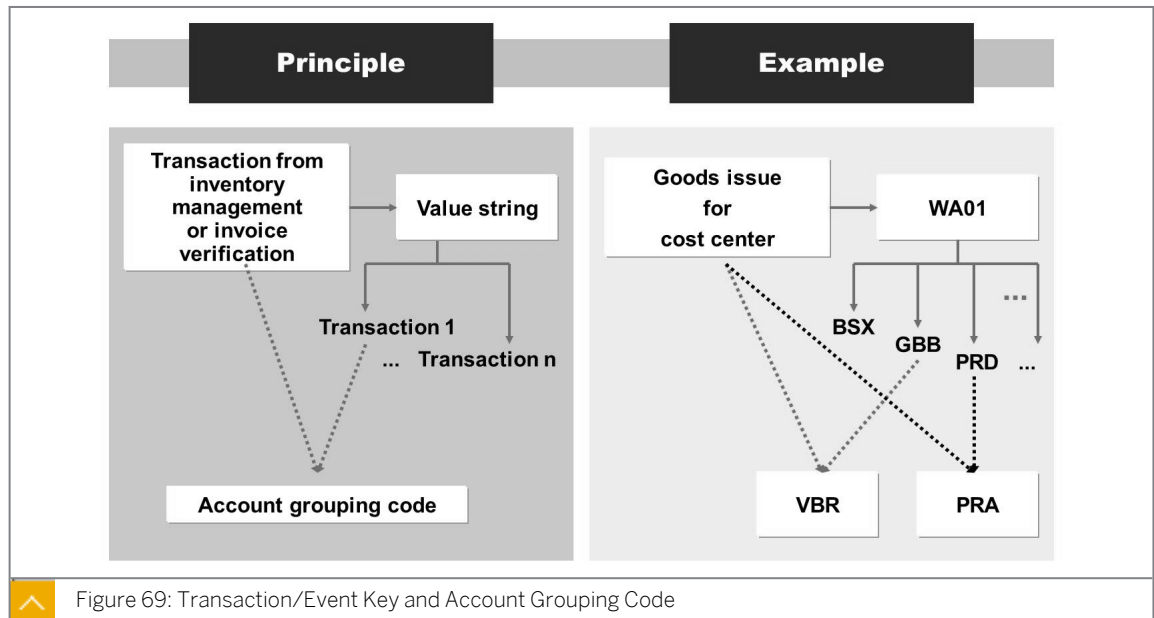 Principle
Example
Transaction from
inventory
management
or invoice
verification
Value string
Transaction 1
... Transaction n
Account grouping code
Goods issue
for
cost center
WA01
...
BSX
GBB
PRD ...
VBR
PRA
Figure 69: Transaction/Event Key and Account Grouping Code